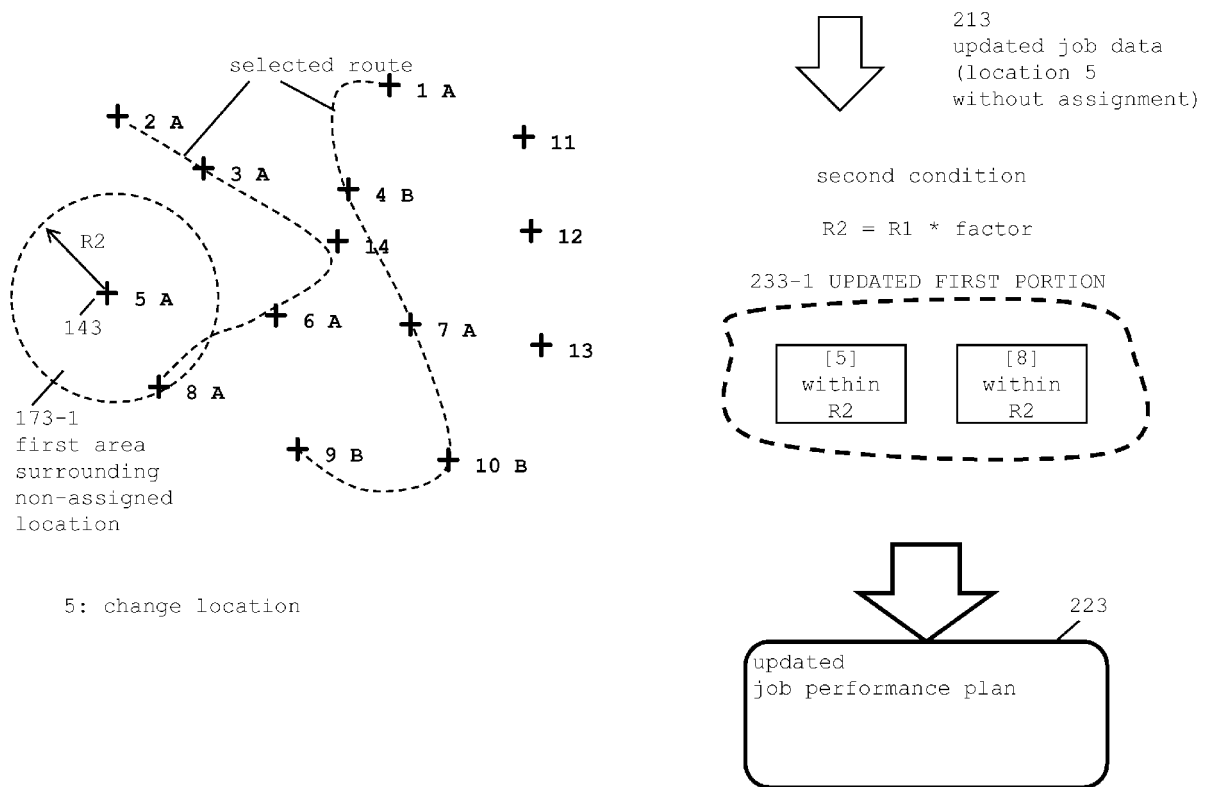 selected route
1 A
2 A
11
3 A
4 B
R2
14
12
5 A
143
6 A
7 A
13
8 A
173-1
first area
surrounding
non-assigned
location
9 B
10 B
5: change location
213
updated job data
(location 5
without assignment)
second condition
R2 = R1 * factor
233-1 UPDATED FIRST PORTION
[5]
within
R2
[8]
within
R2
223
updated
job performance plan